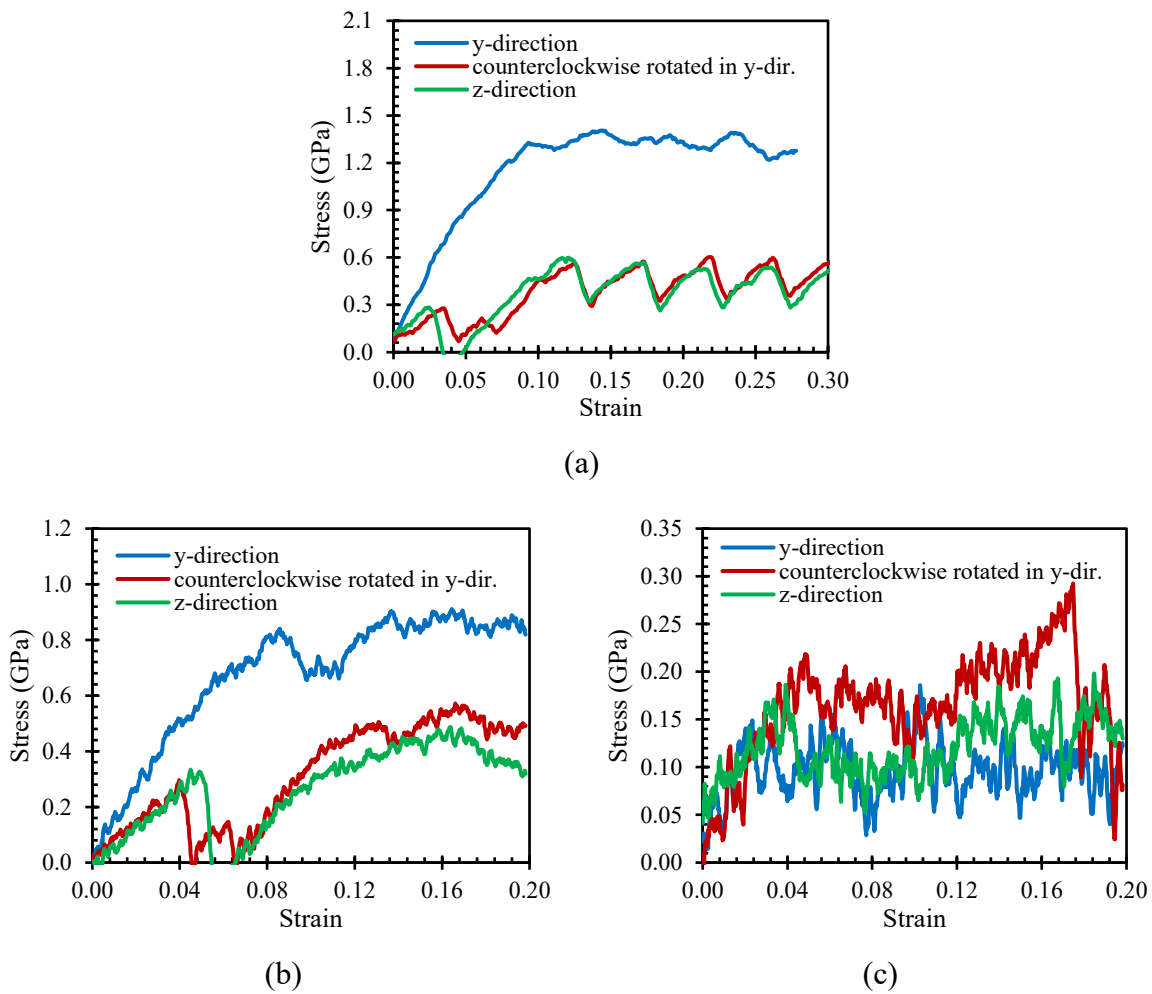 2.1
1.8
1.5
1.2
0.9
0.6
0.3
0.0
Stress (GPa)
y-direction
counterclockwise rotated in y-dir.
z-direction
0.00 0.05 0.10 0.15 0.20 0.25 0.30
Strain
(a)
1.2
1.0
0.8
0.6
0.4
0.2
0.0
Stress (GPa)
y-direction
counterclockwise rotated in y-dir.
z-direction
0.00 0.04 0.08 0.12 0.16 0.20
Strain
(b)
0.35
0.30
0.25
0.20
0.15
0.10
0.05
0.00
Stress (GPa)
y-direction
counterclockwise rotated in y-dir.
z-direction
0.00 0.04 0.08 0.12 0.16 0.20
Strain
(c)